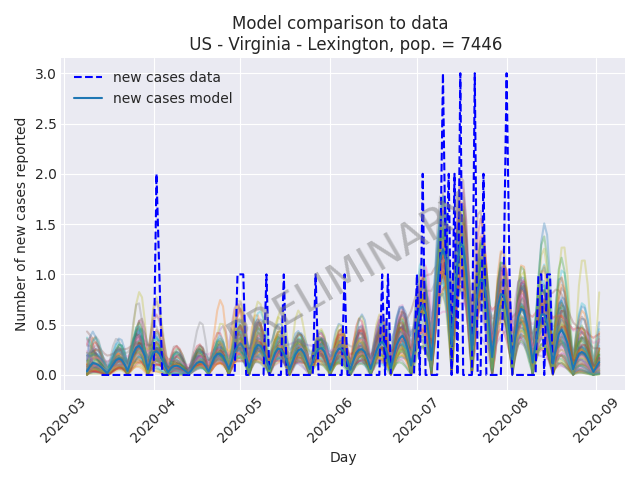 Model comparison to data
US - Virginia - Lexington, pop. = 7446
new cases data
new cases model
Number of new cases reported
3.0
2.5
2.0
1.5
1.0
0.5
0.0
PRELIMINARY
2020-03
2020-04
2020-05
2020-06
2020-07
2020-08
2020-09
Day